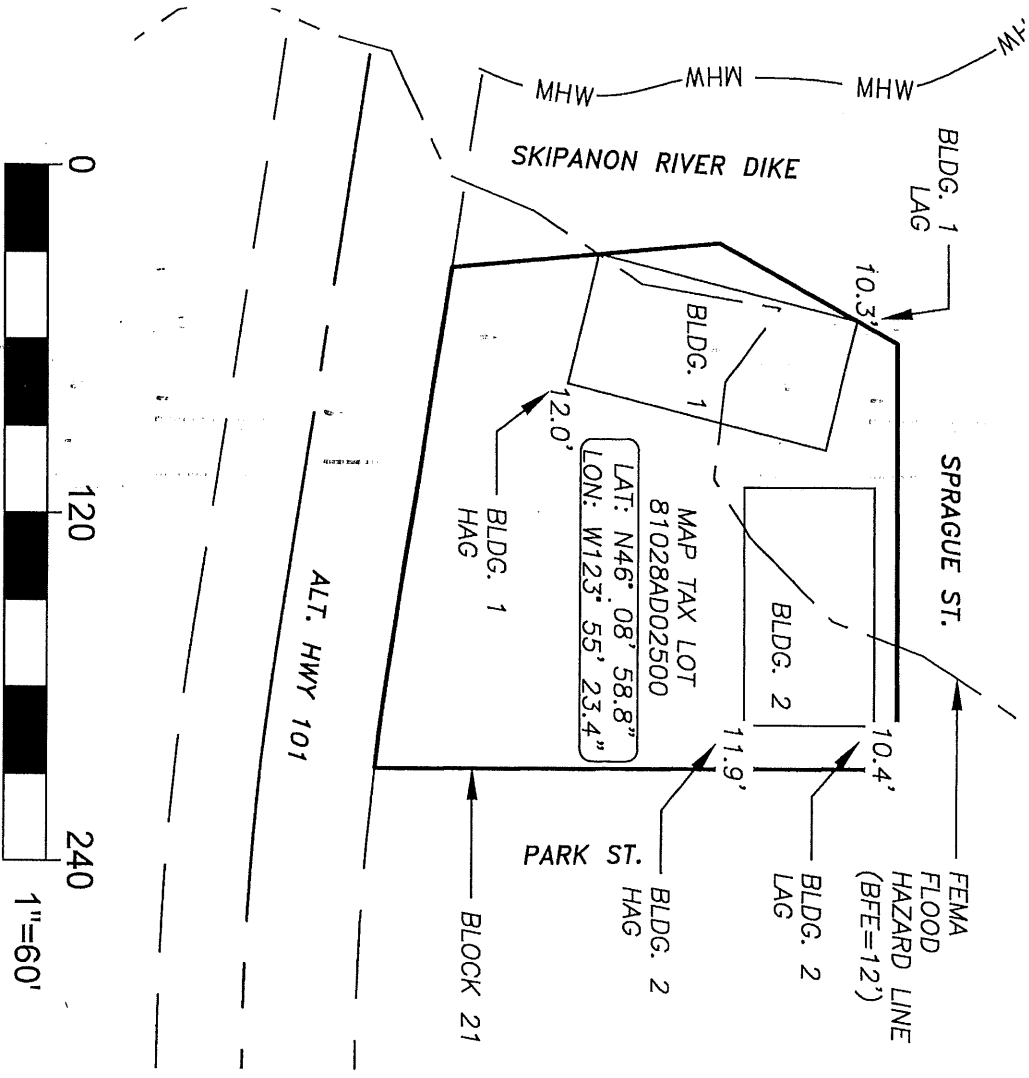 MHW
MHW
MHW
HW
SKIPANON RIVER DIKE
BLDG. 1
LAG
10.3'
SPRAGUE ST.
BLDG. 1
12.0'
BLDG. 1
HAG
MAP TAX LOT
81028AD02500
LAT: N46° 08' 58.8"
LON: W123° 55' 23.4"
BLDG. 2
10.4'
11.9'
FEMA
FLOOD
HAZARD LINE
(BFE=12')
BLDG. 2
LAG
BLDG. 2
HAG
PARK ST.
BLOCK 21
ALT. HWY 101
0
120
240
1"=60'